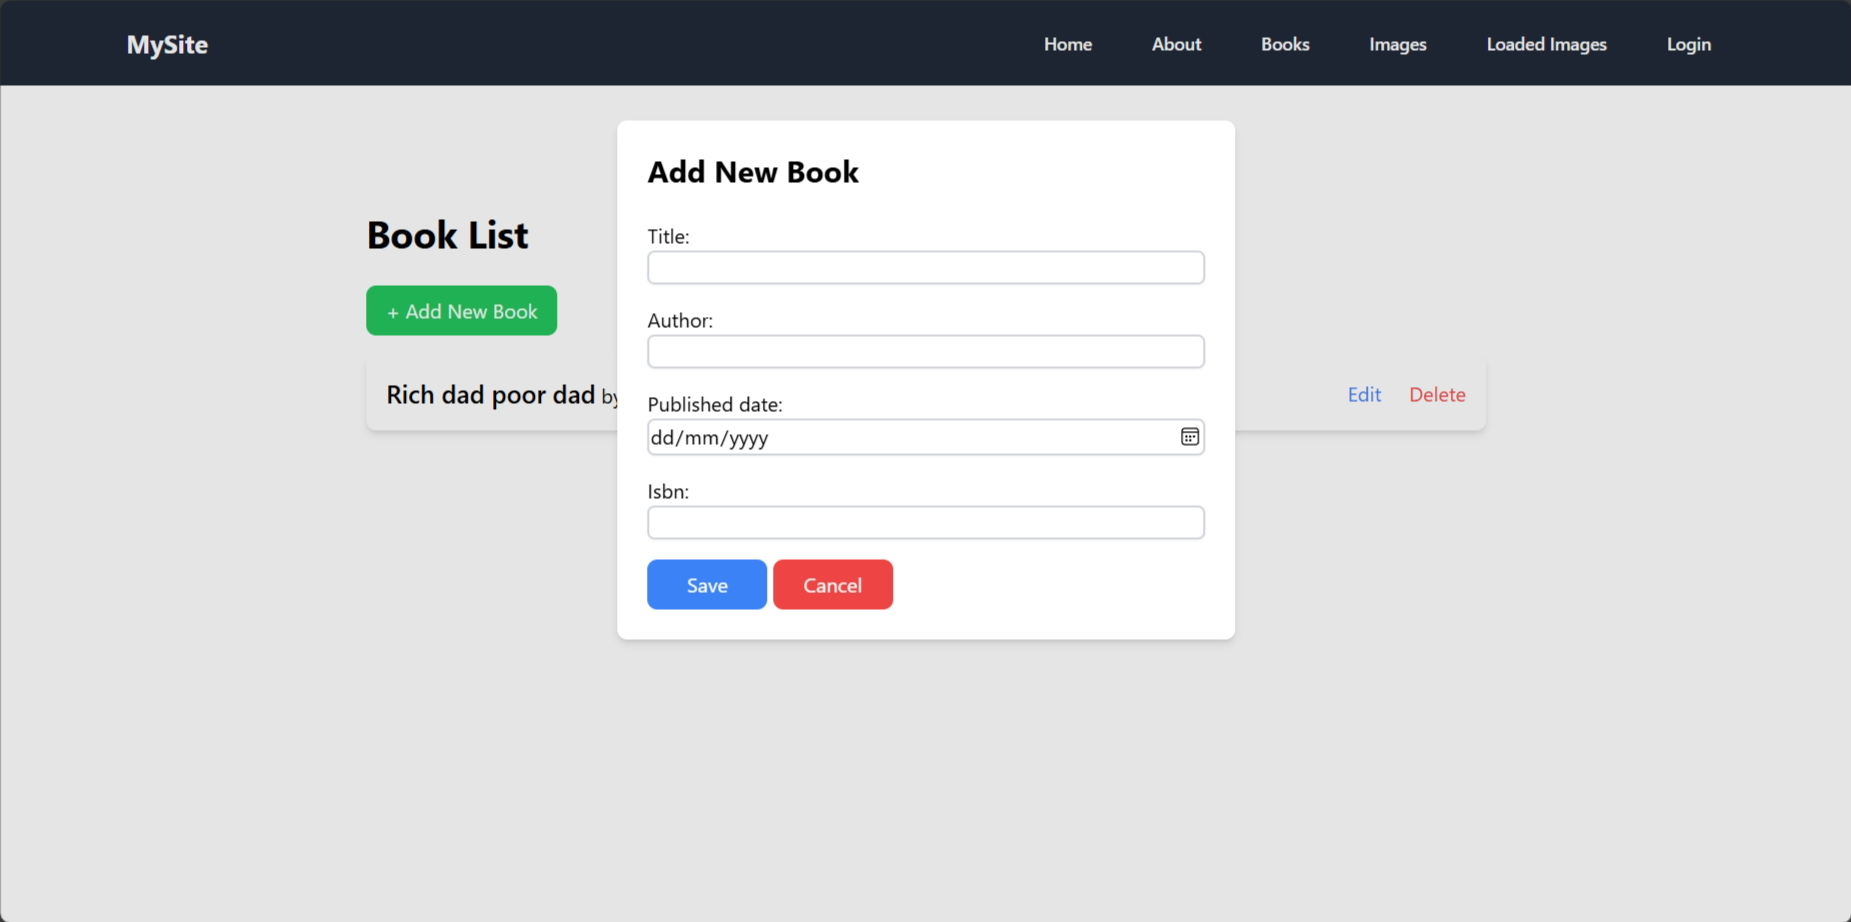 MySite
Home About Books Images Loaded Images Login
Add New Book
Title:
Book List
+ Add New Book
Author:
Rich dad poor dad by
Edit Delete
Published date:
dd/mm/yyyy
Isbn:
Save Cancel